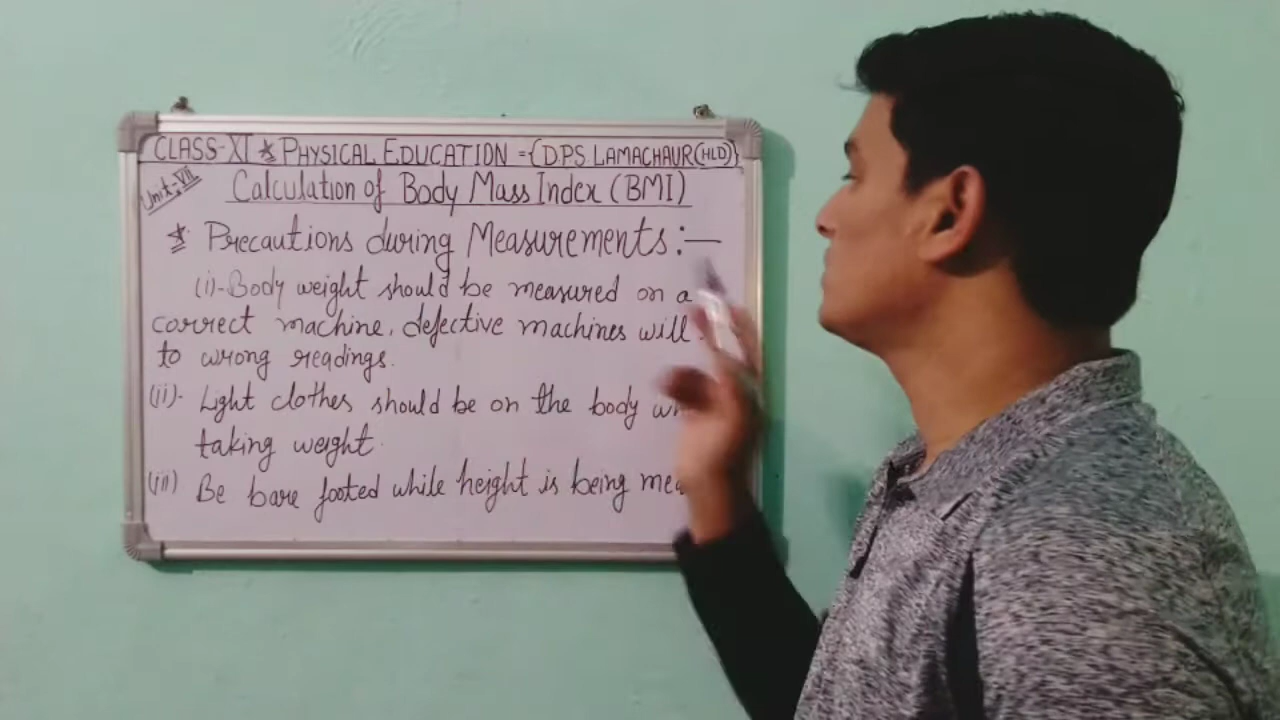 CLASS-XI * PHYSICAL EDUCATION = {D.P.S LAMACHAUR(HLD)}
Unit:VII
Calculation of Body Mass Index (BMI)
* Precautions during Measurements:—
(i)-Body weight should be measured on a
correct machine, defective machines will
to wrong readings.
(ii)- Light clothes should be on the body
taking weight.
(iii) Be bare footed while height is being